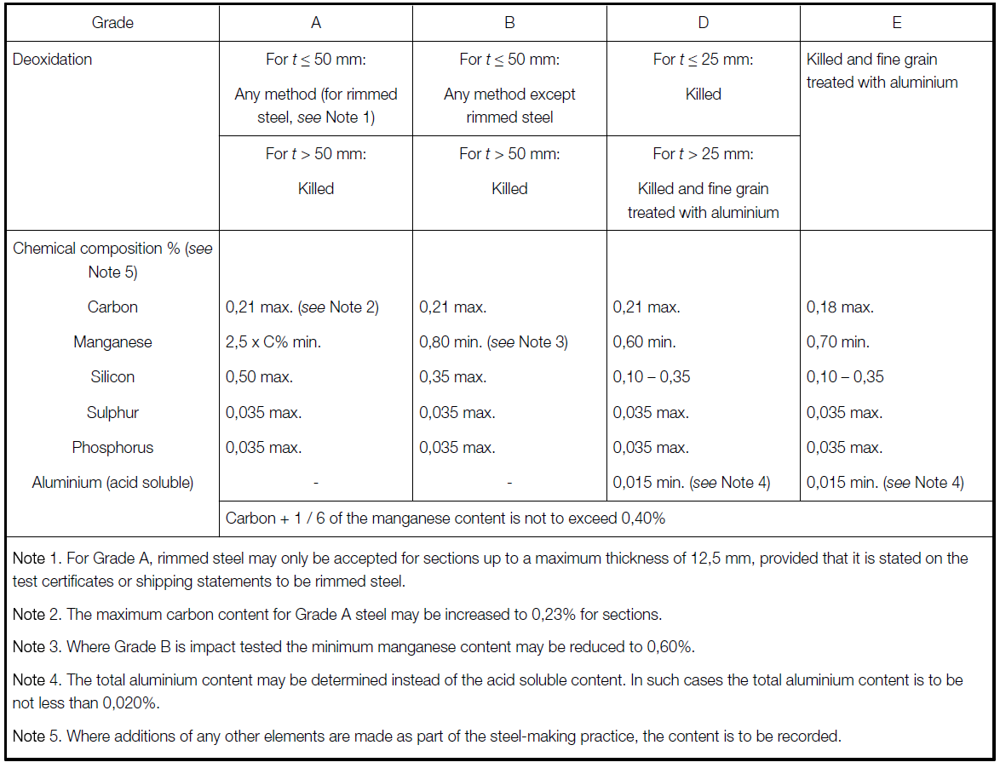 Grade A B D E
Deoxidation For t ≤ 50 mm: For t ≤ 50 mm: For t ≤ 25 mm: Killed and fine grain
treated with aluminium
Any method (for rimmed Any method except Killed
steel, see Note 1) rimmed steel
For t > 50 mm: For t > 50 mm: For t > 25 mm:
Killed Killed Killed and fine grain
treated with aluminium
Chemical composition % (see
Note 5)
Carbon 0,21 max. (see Note 2) 0,21 max. 0,21 max. 0,18 max.
Manganese 2,5 x C% min. 0,80 min. (see Note 3) 0,60 min. 0,70 min.
Silicon 0,50 max. 0,35 max. 0,10 – 0,35 0,10 – 0,35
Sulphur 0,035 max. 0,035 max. 0,035 max. 0,035 max.
Phosphorus 0,035 max. 0,035 max. 0,035 max. 0,035 max.
Aluminium (acid soluble) - - 0,015 min. (see Note 4) 0,015 min. (see Note 4)
Carbon + 1 / 6 of the manganese content is not to exceed 0,40%
Note 1. For Grade A, rimmed steel may only be accepted for sections up to a maximum thickness of 12,5 mm, provided that it is stated on the
test certificates or shipping statements to be rimmed steel.
Note 2. The maximum carbon content for Grade A steel may be increased to 0,23% for sections.
Note 3. Where Grade B is impact tested the minimum manganese content may be reduced to 0,60%.
Note 4. The total aluminium content may be determined instead of the acid soluble content. In such cases the total aluminium content is to be
not less than 0,020%.
Note 5. Where additions of any other elements are made as part of the steel-making practice, the content is to be recorded.